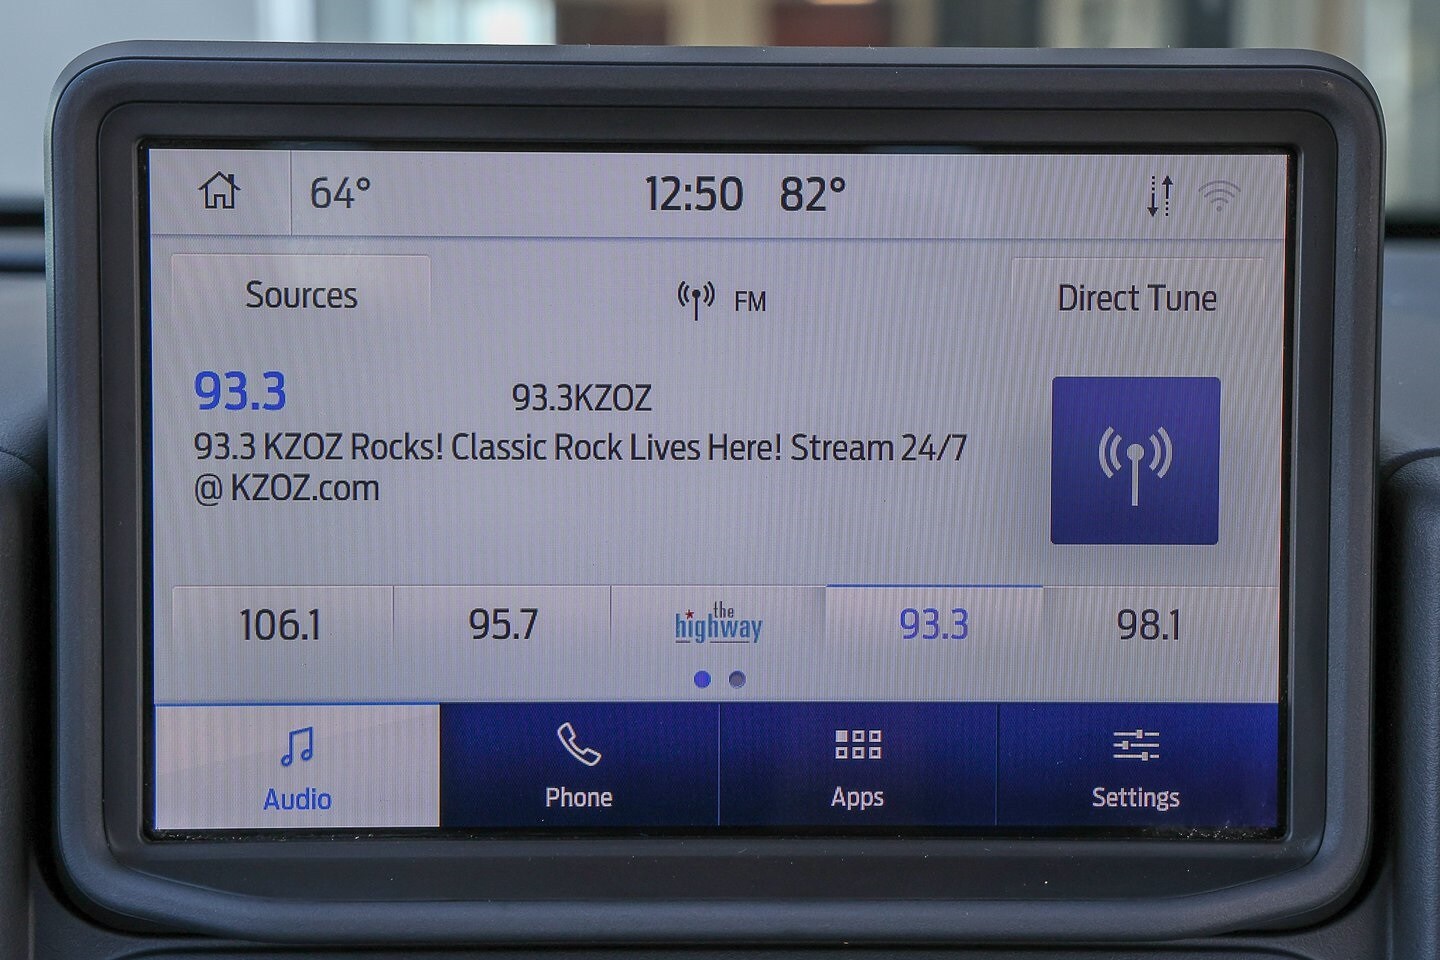 64° 12:50 82°
Sources FM Direct Tune
93.3 93.3KZOZ
93.3 KZOZ Rocks! Classic Rock Lives Here! Stream 24/7
@ KZOZ.com
106.1 95.7 the highway 93.3 98.1
Audio Phone Apps Settings